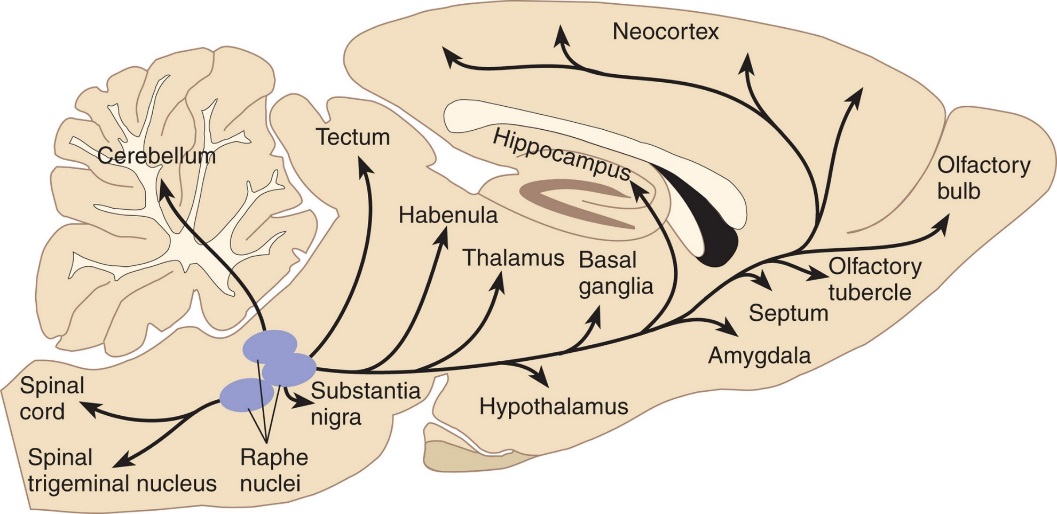 Neocortex
Cerebellum
Tectum
Hippocampus
Olfactory
bulb
Habenula
Thalamus
Basal
ganglia
Olfactory
tubercle
Septum
Amygdala
Substantia
nigra
Hypothalamus
Spinal
cord
Spinal
trigeminal nucleus
Raphe
nuclei